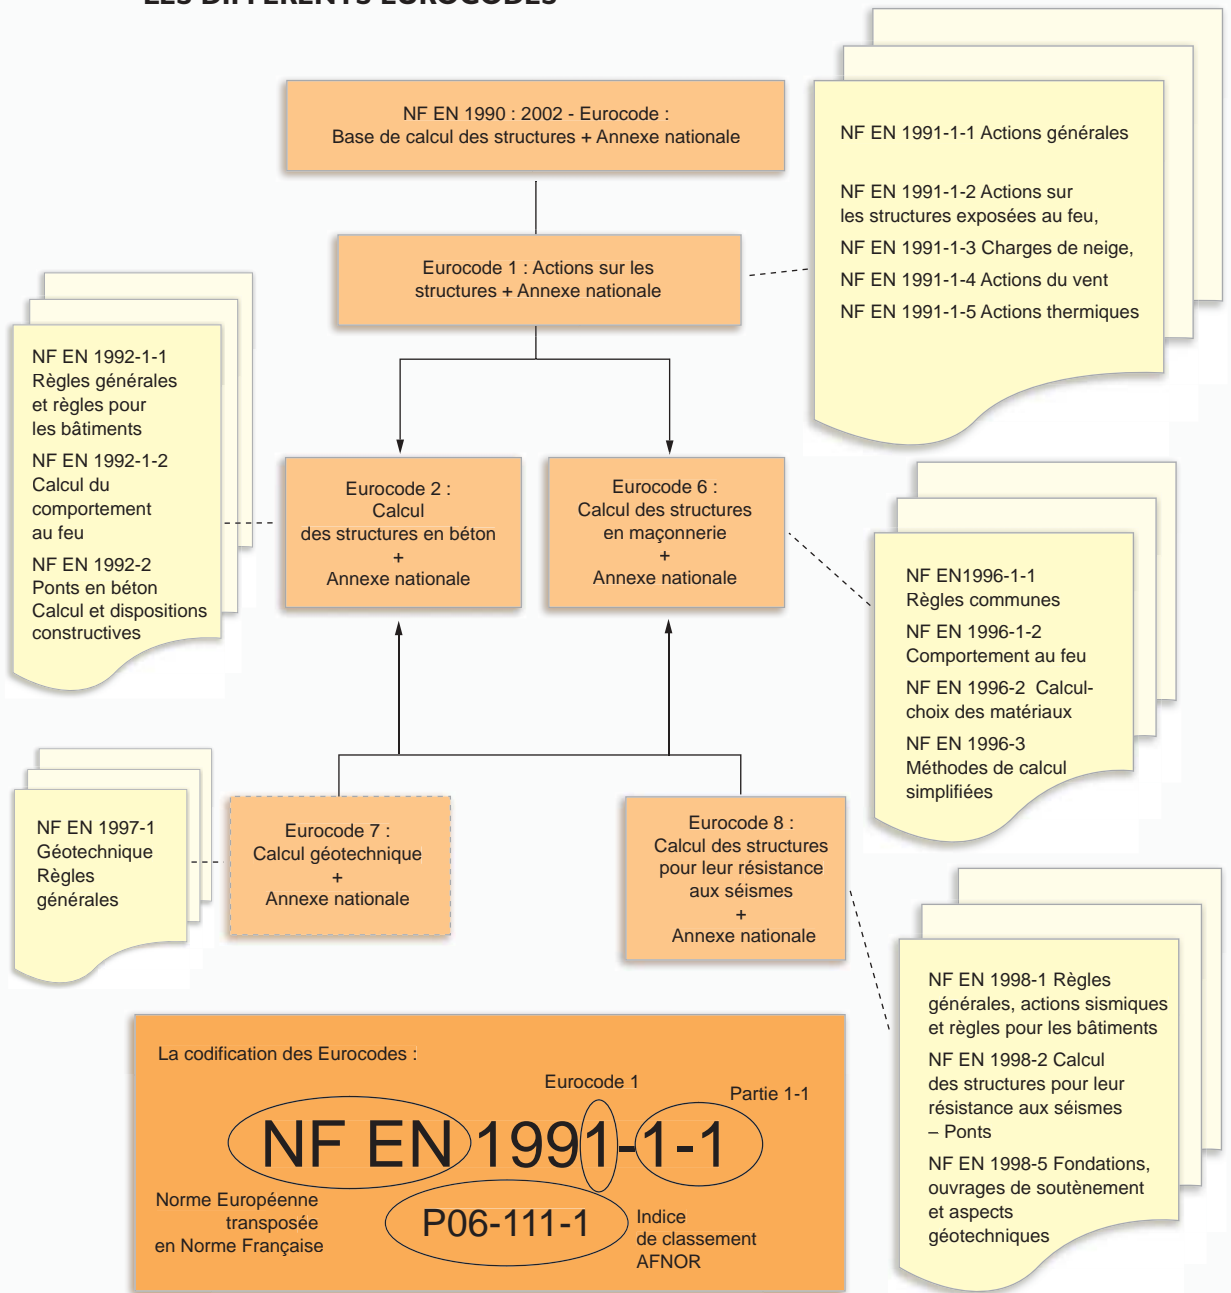 LES DIFFÉRENTS EUROCODES
NF EN 1990 : 2002 - Eurocode :
Base de calcul des structures + Annexe nationale
NF EN 1991-1-1 Actions générales
NF EN 1991-1-2 Actions sur
les structures exposées au feu,
NF EN 1991-1-3 Charges de neige,
NF EN 1991-1-4 Actions du vent
NF EN 1991-1-5 Actions thermiques
Eurocode 1 : Actions sur les
structures + Annexe nationale
NF EN 1992-1-1
Règles générales
et règles pour
les bâtiments
NF EN 1992-1-2
Calcul du
comportement
au feu
NF EN 1992-2
Ponts en béton
Calcul et dispositions
constructives
Eurocode 2 :
Calcul
des structures en béton
+
Annexe nationale
Eurocode 6 :
Calcul des structures
en maçonnerie
+
Annexe nationale
NF EN1996-1-1
Règles communes
NF EN 1996-1-2
Comportement au feu
NF EN 1996-2 Calcul-
choix des matériaux
NF EN 1996-3
Méthodes de calcul
simplifiées
NF EN 1997-1
Géotechnique
Règles
générales
Eurocode 7 :
Calcul géotechnique
+
Annexe nationale
Eurocode 8 :
Calcul des structures
pour leur résistance
aux séismes
+
Annexe nationale
NF EN 1998-1 Règles
générales, actions sismiques
et règles pour les bâtiments
NF EN 1998-2 Calcul
des structures pour leur
résistance aux séismes
– Ponts
NF EN 1998-5 Fondations,
ouvrages de soutènement
et aspects
géotechniques
La codification des Eurocodes :
Eurocode 1
Partie 1-1
NF EN 1991-1-1
Norme Européenne
transposée
en Norme Française
P06-111-1
Indice
de classement
AFNOR